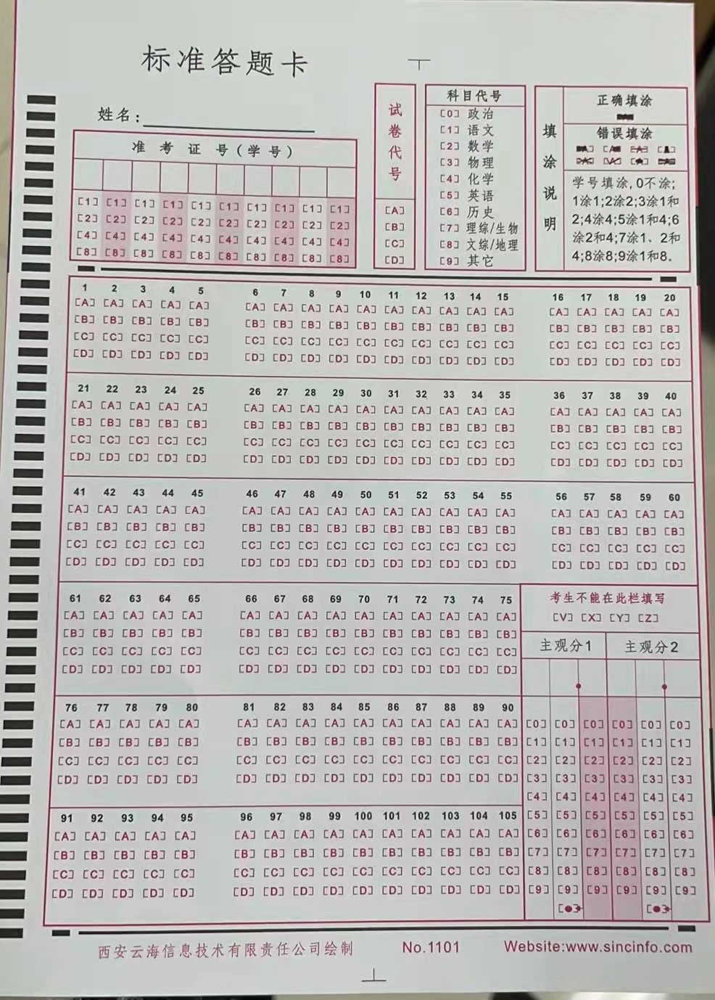 标准答题卡
姓名:
准考证号(学号)
[1] [1] [1] [1] [1] [1] [1] [1] [1] [1]
[2] [2] [2] [2] [2] [2] [2] [2] [2] [2]
[4] [4] [4] [4] [4] [4] [4] [4] [4] [4]
[8] [8] [8] [8] [8] [8] [8] [8] [8] [8]
试卷代号
[A]
[B]
[C]
[D]
科目代号
[0] 政治
[1] 语文
[2] 数学
[3] 物理
[4] 化学
[5] 英语
[6] 历史
[7] 理综/生物
[8] 文综/地理
[9] 其它
填涂说明
正确填涂
错误填涂
学号填涂,0不涂;
1涂1;2涂2;3涂1和
2;4涂4;5涂1和4;6
涂2和4;7涂1、2和
4;8涂8;9涂1和8。
1 2 3 4 5 6 7 8 9 10 11 12 13 14 15 16 17 18 19 20
[A] [A] [A] [A] [A] [A] [A] [A] [A] [A] [A] [A] [A] [A] [A] [A] [A] [A] [A] [A]
[B] [B] [B] [B] [B] [B] [B] [B] [B] [B] [B] [B] [B] [B] [B] [B] [B] [B] [B] [B]
[C] [C] [C] [C] [C] [C] [C] [C] [C] [C] [C] [C] [C] [C] [C] [C] [C] [C] [C] [C]
[D] [D] [D] [D] [D] [D] [D] [D] [D] [D] [D] [D] [D] [D] [D] [D] [D] [D] [D] [D]
21 22 23 24 25 26 27 28 29 30 31 32 33 34 35 36 37 38 39 40
[A] [A] [A] [A] [A] [A] [A] [A] [A] [A] [A] [A] [A] [A] [A] [A] [A] [A] [A] [A]
[B] [B] [B] [B] [B] [B] [B] [B] [B] [B] [B] [B] [B] [B] [B] [B] [B] [B] [B] [B]
[C] [C] [C] [C] [C] [C] [C] [C] [C] [C] [C] [C] [C] [C] [C] [C] [C] [C] [C] [C]
[D] [D] [D] [D] [D] [D] [D] [D] [D] [D] [D] [D] [D] [D] [D] [D] [D] [D] [D] [D]
41 42 43 44 45 46 47 48 49 50 51 52 53 54 55 56 57 58 59 60
[A] [A] [A] [A] [A] [A] [A] [A] [A] [A] [A] [A] [A] [A] [A] [A] [A] [A] [A] [A]
[B] [B] [B] [B] [B] [B] [B] [B] [B] [B] [B] [B] [B] [B] [B] [B] [B] [B] [B] [B]
[C] [C] [C] [C] [C] [C] [C] [C] [C] [C] [C] [C] [C] [C] [C] [C] [C] [C] [C] [C]
[D] [D] [D] [D] [D] [D] [D] [D] [D] [D] [D] [D] [D] [D] [D] [D] [D] [D] [D] [D]
61 62 63 64 65 66 67 68 69 70 71 72 73 74 75
[A] [A] [A] [A] [A] [A] [A] [A] [A] [A] [A] [A] [A] [A] [A]
[B] [B] [B] [B] [B] [B] [B] [B] [B] [B] [B] [B] [B] [B] [B]
[C] [C] [C] [C] [C] [C] [C] [C] [C] [C] [C] [C] [C] [C] [C]
[D] [D] [D] [D] [D] [D] [D] [D] [D] [D] [D] [D] [D] [D] [D]
76 77 78 79 80 81 82 83 84 85 86 87 88 89 90
[A] [A] [A] [A] [A] [A] [A] [A] [A] [A] [A] [A] [A] [A] [A]
[B] [B] [B] [B] [B] [B] [B] [B] [B] [B] [B] [B] [B] [B] [B]
[C] [C] [C] [C] [C] [C] [C] [C] [C] [C] [C] [C] [C] [C] [C]
[D] [D] [D] [D] [D] [D] [D] [D] [D] [D] [D] [D] [D] [D] [D]
91 92 93 94 95 96 97 98 99 100 101 102 103 104 105
[A] [A] [A] [A] [A] [A] [A] [A] [A] [A] [A] [A] [A] [A] [A]
[B] [B] [B] [B] [B] [B] [B] [B] [B] [B] [B] [B] [B] [B] [B]
[C] [C] [C] [C] [C] [C] [C] [C] [C] [C] [C] [C] [C] [C] [C]
[D] [D] [D] [D] [D] [D] [D] [D] [D] [D] [D] [D] [D] [D] [D]
考生不能在此栏填写
[V] [X] [Y] [Z]
主观分1 主观分2
[0] [0] [0] [0] [0] [0]
[1] [1] [1] [1] [1] [1]
[2] [2] [2] [2] [2] [2]
[3] [3] [3] [3] [3] [3]
[4] [4] [4] [4] [4] [4]
[5] [5] [5] [5] [5] [5]
[6] [6] [6] [6] [6] [6]
[7] [7] [7] [7] [7] [7]
[8] [8] [8] [8] [8] [8]
[9] [9] [9] [9] [9] [9]
[●] [●]
西安云海信息技术有限责任公司绘制 No.1101 Website:www.sincinfo.com